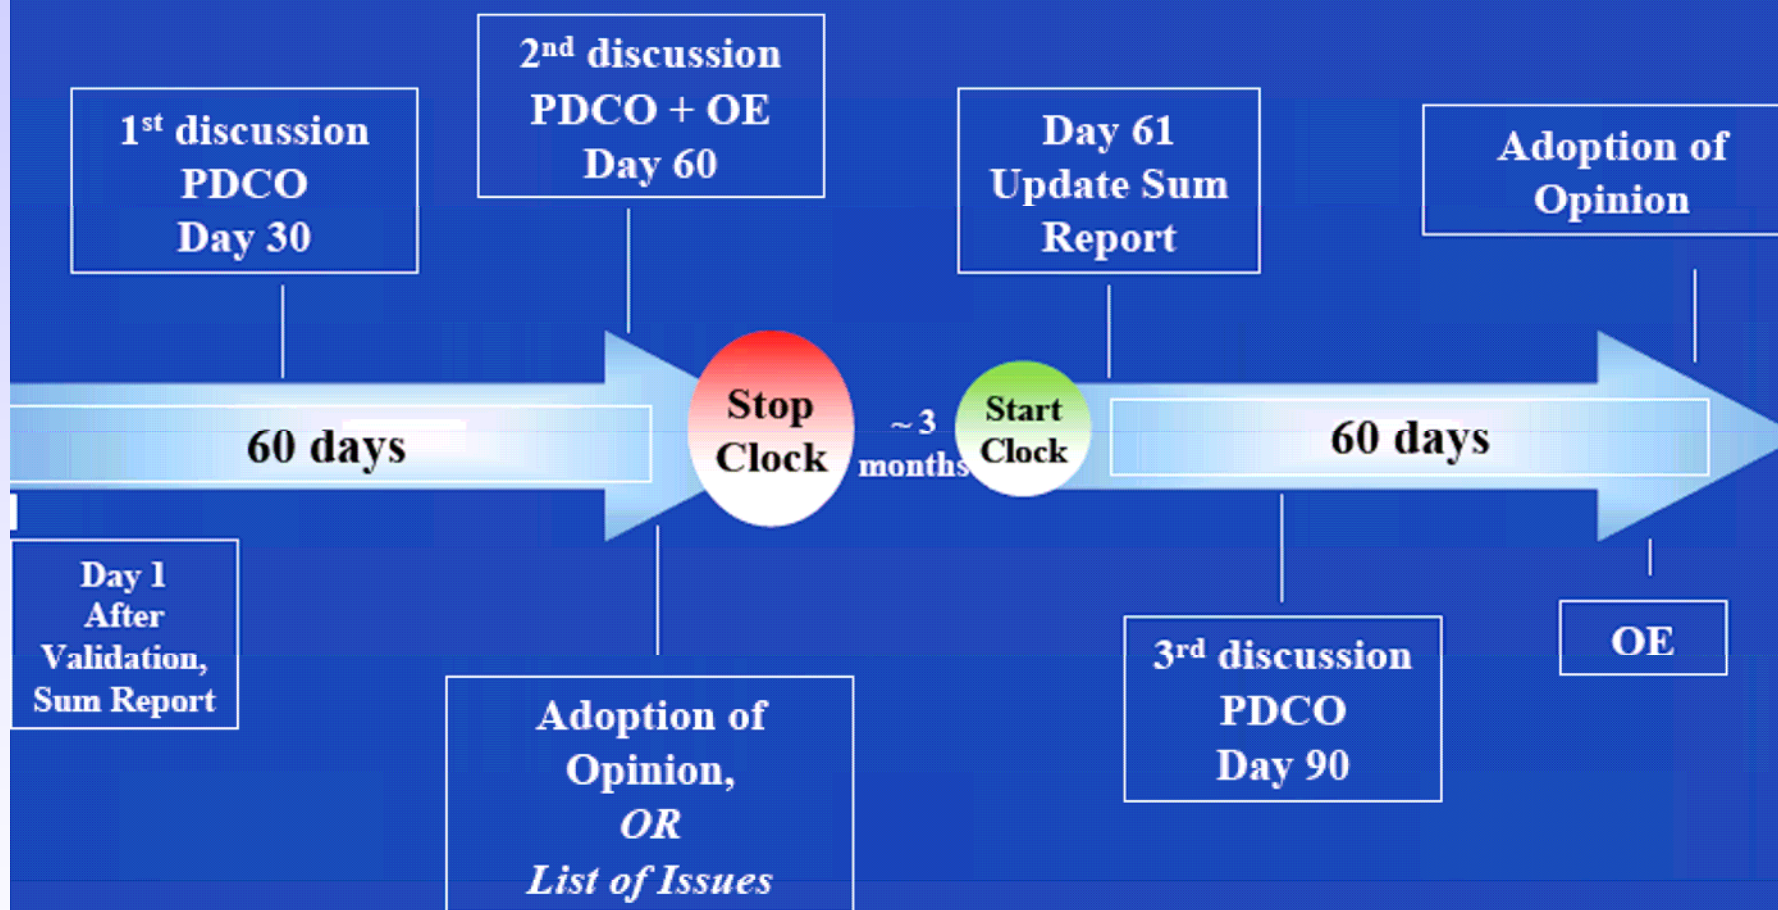 2nd discussion
PDCO + OE
Day 60
1st discussion
PDCO
Day 30
Day 61
Update Sum
Report
Adoption of
Opinion
60 days
Stop
Clock
~ 3
months
Start
Clock
60 days
Day 1
After
Validation,
Sum Report
Adoption of
Opinion,
OR
List of Issues
3rd discussion
PDCO
Day 90
OE